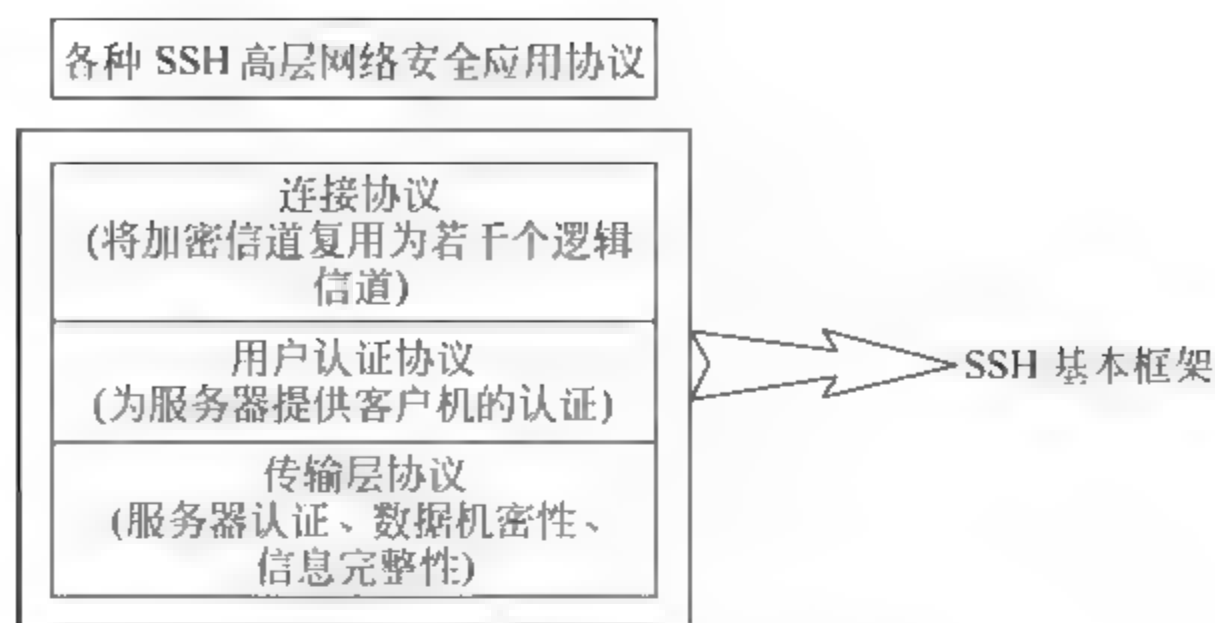 各种 SSH 高层网络安全应用协议
连接协议
(将加密信道复用为若干个逻辑
信道)
用户认证协议
(为服务器提供客户机的认证)
SSH 基本框架
传输层协议
(服务器认证、数据机密性、
信息完整性)